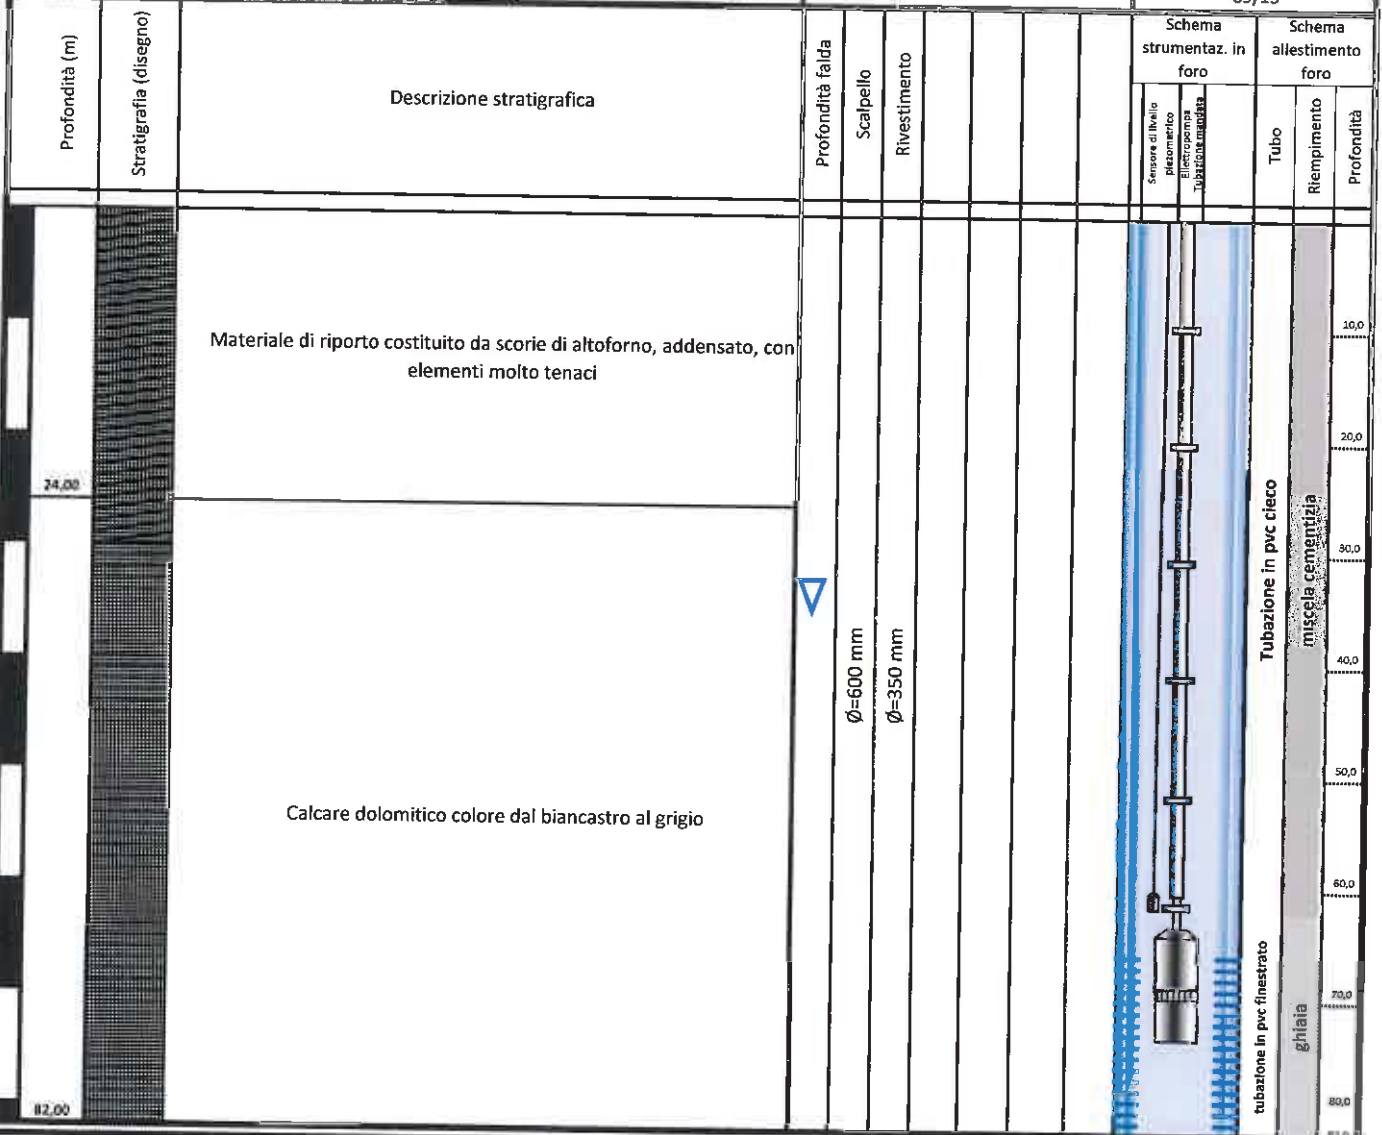 Profondità (m)
Stratigrafia (disegno)
Descrizione stratigrafica
Profondità falda
Scalpello
Rivestimento
Schema
strumentaz. in
foro
Schema
allestimento
foro
Sensore di livello
piezometrico
Elettropompa
Tubazione mandata
Tubo
Riempimento
Profondità
Materiale di riporto costituito da scorie di altoforno, addensato, con
elementi molto tenaci
24,00
Calcare dolomitico colore dal biancastro al grigio
82,00
Ø=600 mm
Ø=350 mm
Tubazione in pvc cieco
tubazione in pvc finestrato
miscela cementizia
ghiaia
10,0
20,0
30,0
40,0
50,0
60,0
70,0
80,0